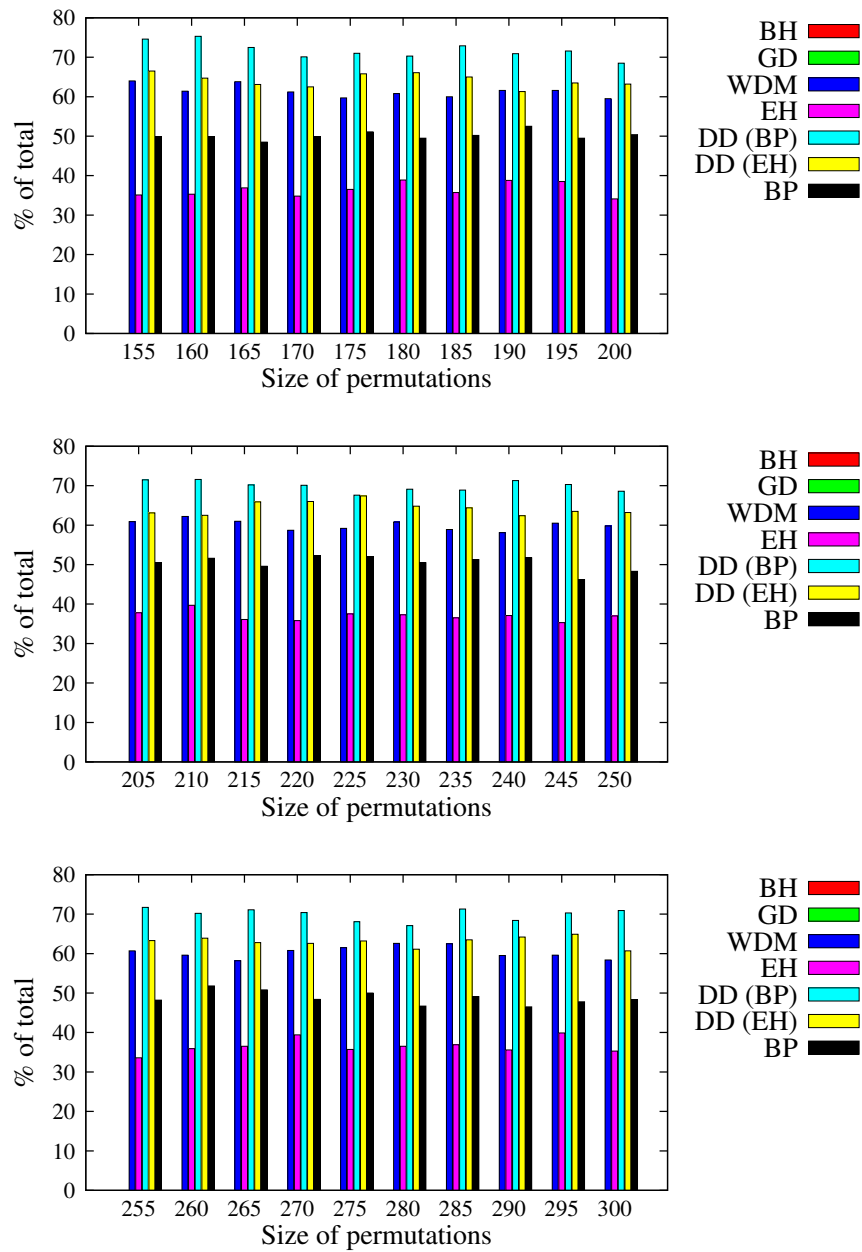 80
70
60
50
40
30
20
10
0
% of total
155 160 165 170 175 180 185 190 195 200
Size of permutations
BH
GD
WDM
EH
DD (BP)
DD (EH)
BP
80
70
60
50
40
30
20
10
0
% of total
205 210 215 220 225 230 235 240 245 250
Size of permutations
BH
GD
WDM
EH
DD (BP)
DD (EH)
BP
80
70
60
50
40
30
20
10
0
% of total
255 260 265 270 275 280 285 290 295 300
Size of permutations
BH
GD
WDM
EH
DD (BP)
DD (EH)
BP